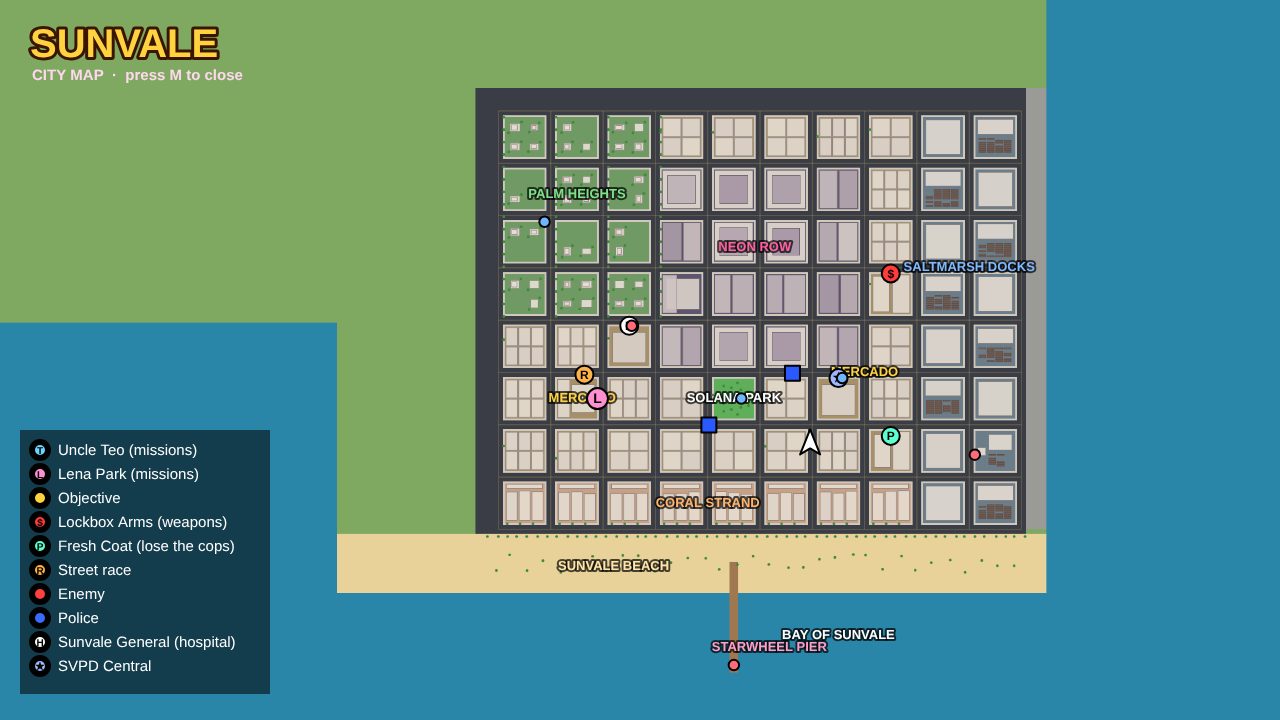 SUNVALE
CITY MAP · press M to close
PALM HEIGHTS
NEON ROW
SALTMARSH DOCKS
$
MERCADO
R
L
SOLANA PARK
P
CORAL STRAND
SUNVALE BEACH
BAY OF SUNVALE
STARWHEEL PIER
T Uncle Teo (missions)
L Lena Park (missions)
Objective
$ Lockbox Arms (weapons)
P Fresh Coat (lose the cops)
R Street race
Enemy
Police
H Sunvale General (hospital)
SVPD Central